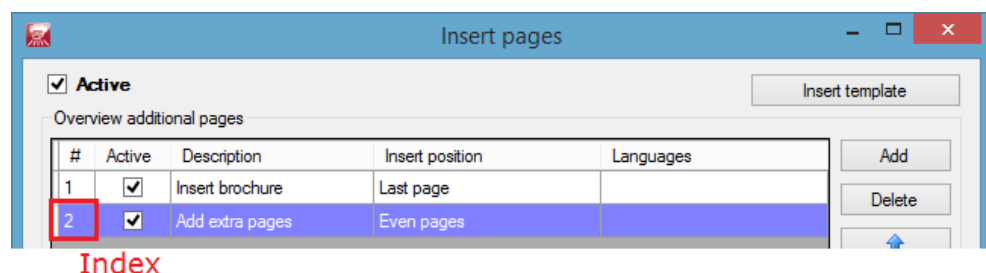 Insert pages
Active
Insert template
Overview additional pages
# Active Description Insert position Languages
Add
1 Insert brochure Last page
Delete
2 Add extra pages Even pages
Index